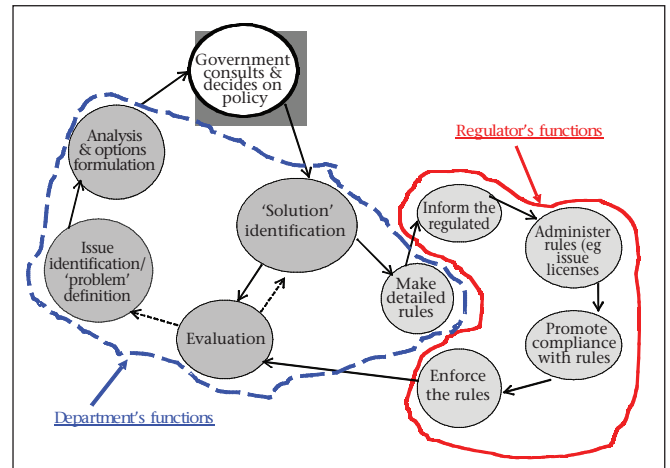 Government
consults &
decides on
policy
Analysis
& options
formulation
Regulator's functions
'Solution'
identification
Inform the
regulated
Administer
rules (eg
issue
licenses
Issue
identification/
'problem'
definition
Make
detailed
rules
Evaluation
Promote
compliance
with rules
Enforce
the rules
Department's functions